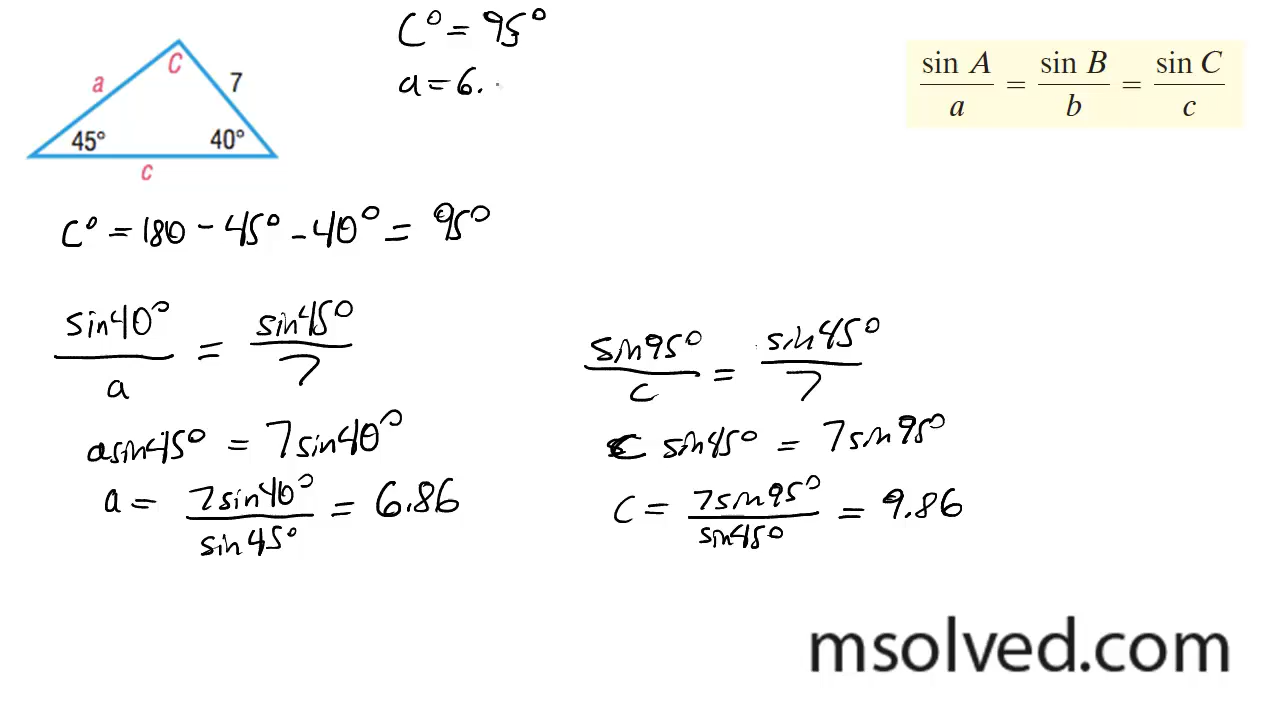 C° = 95°
a = 6.
sin A / a = sin B / b = sin C / c
C
a
7
45°
40°
c
C° = 180 - 45° - 40° = 95°
sin40° / a = sin45° / 7
asin45° = 7sin40°
a = 7sin40° / sin45° = 6.86
sin95° / c = sin45° / 7
c sin45° = 7sin95°
c = 7sin95° / sin45° = 9.86
msolved.com